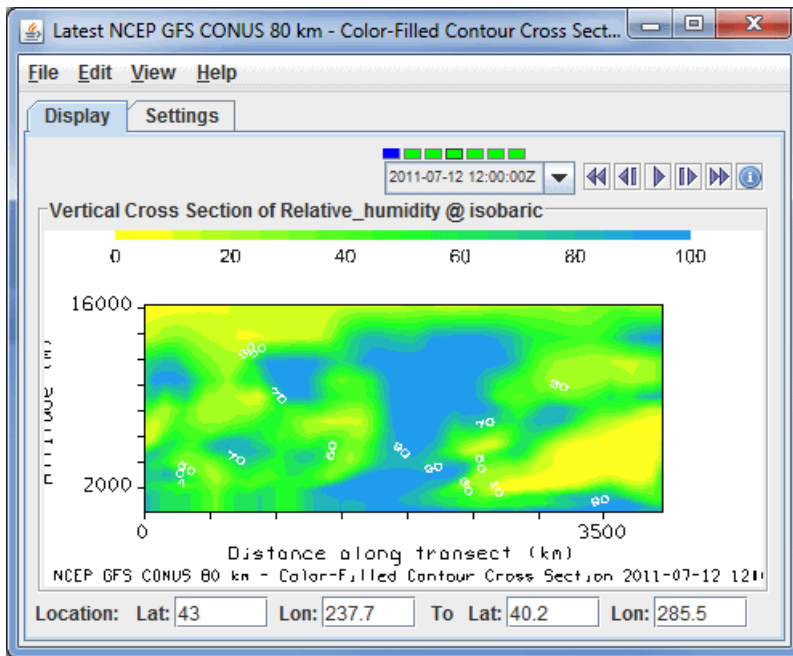 Latest NCEP GFS CONUS 80 km - Color-Filled Contour Cross Sect...
File Edit View Help
Display Settings
2011-07-12 12:00:00Z
Vertical Cross Section of Relative_humidity @ isobaric
0 20 40 60 80 100
16000
Altitude (m)
2000
0 3500
Distance along transect (km)
NCEP GFS CONUS 80 km - Color-Filled Contour Cross Section 2011-07-12 12
Location: Lat: 43 Lon: 237.7 To Lat: 40.2 Lon: 285.5